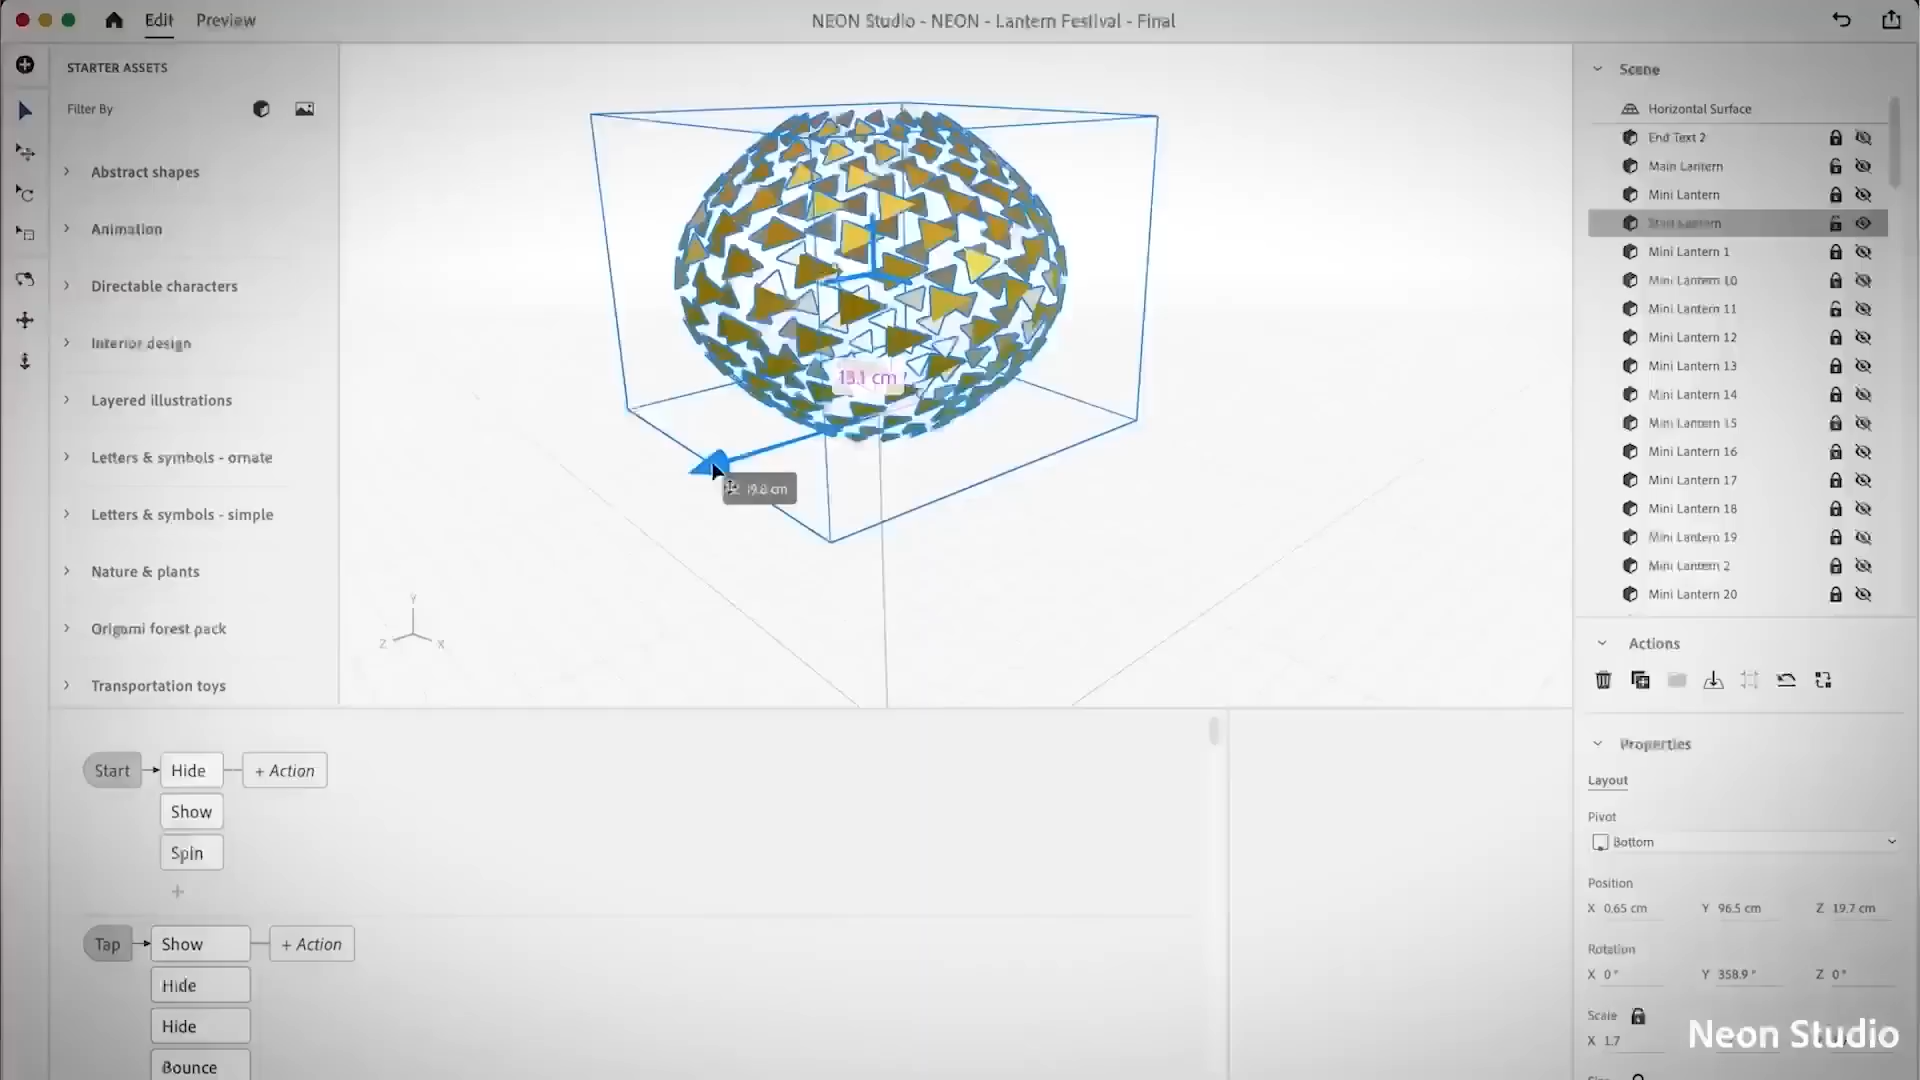 Edit Preview NEON Studio - NEON - Lantern Festival - Final
STARTER ASSETS
Filter By
Abstract shapes
Animation
Directable characters
Interior design
Layered illustrations
Letters & symbols - ornate
Letters & symbols - simple
Nature & plants
Origami forest pack
Transportation toys
13.1 cm
19.8 cm
Y
Z
X
Scene
Horizontal Surface
End Text 2
Main Lantern
Mini Lantern
Start Lantern
Mini Lantern 1
Mini Lantern 10
Mini Lantern 11
Mini Lantern 12
Mini Lantern 13
Mini Lantern 14
Mini Lantern 15
Mini Lantern 16
Mini Lantern 17
Mini Lantern 18
Mini Lantern 19
Mini Lantern 2
Mini Lantern 20
Actions
Properties
Layout
Pivot
Bottom
Position
X 0.65 cm Y 96.5 cm Z 19.7 cm
Rotation
X 0° Y 358.9° Z 0°
Scale
X 1.7
Start Hide + Action
Show
Spin
+
Tap Show + Action
Hide
Hide
Bounce
Neon Studio